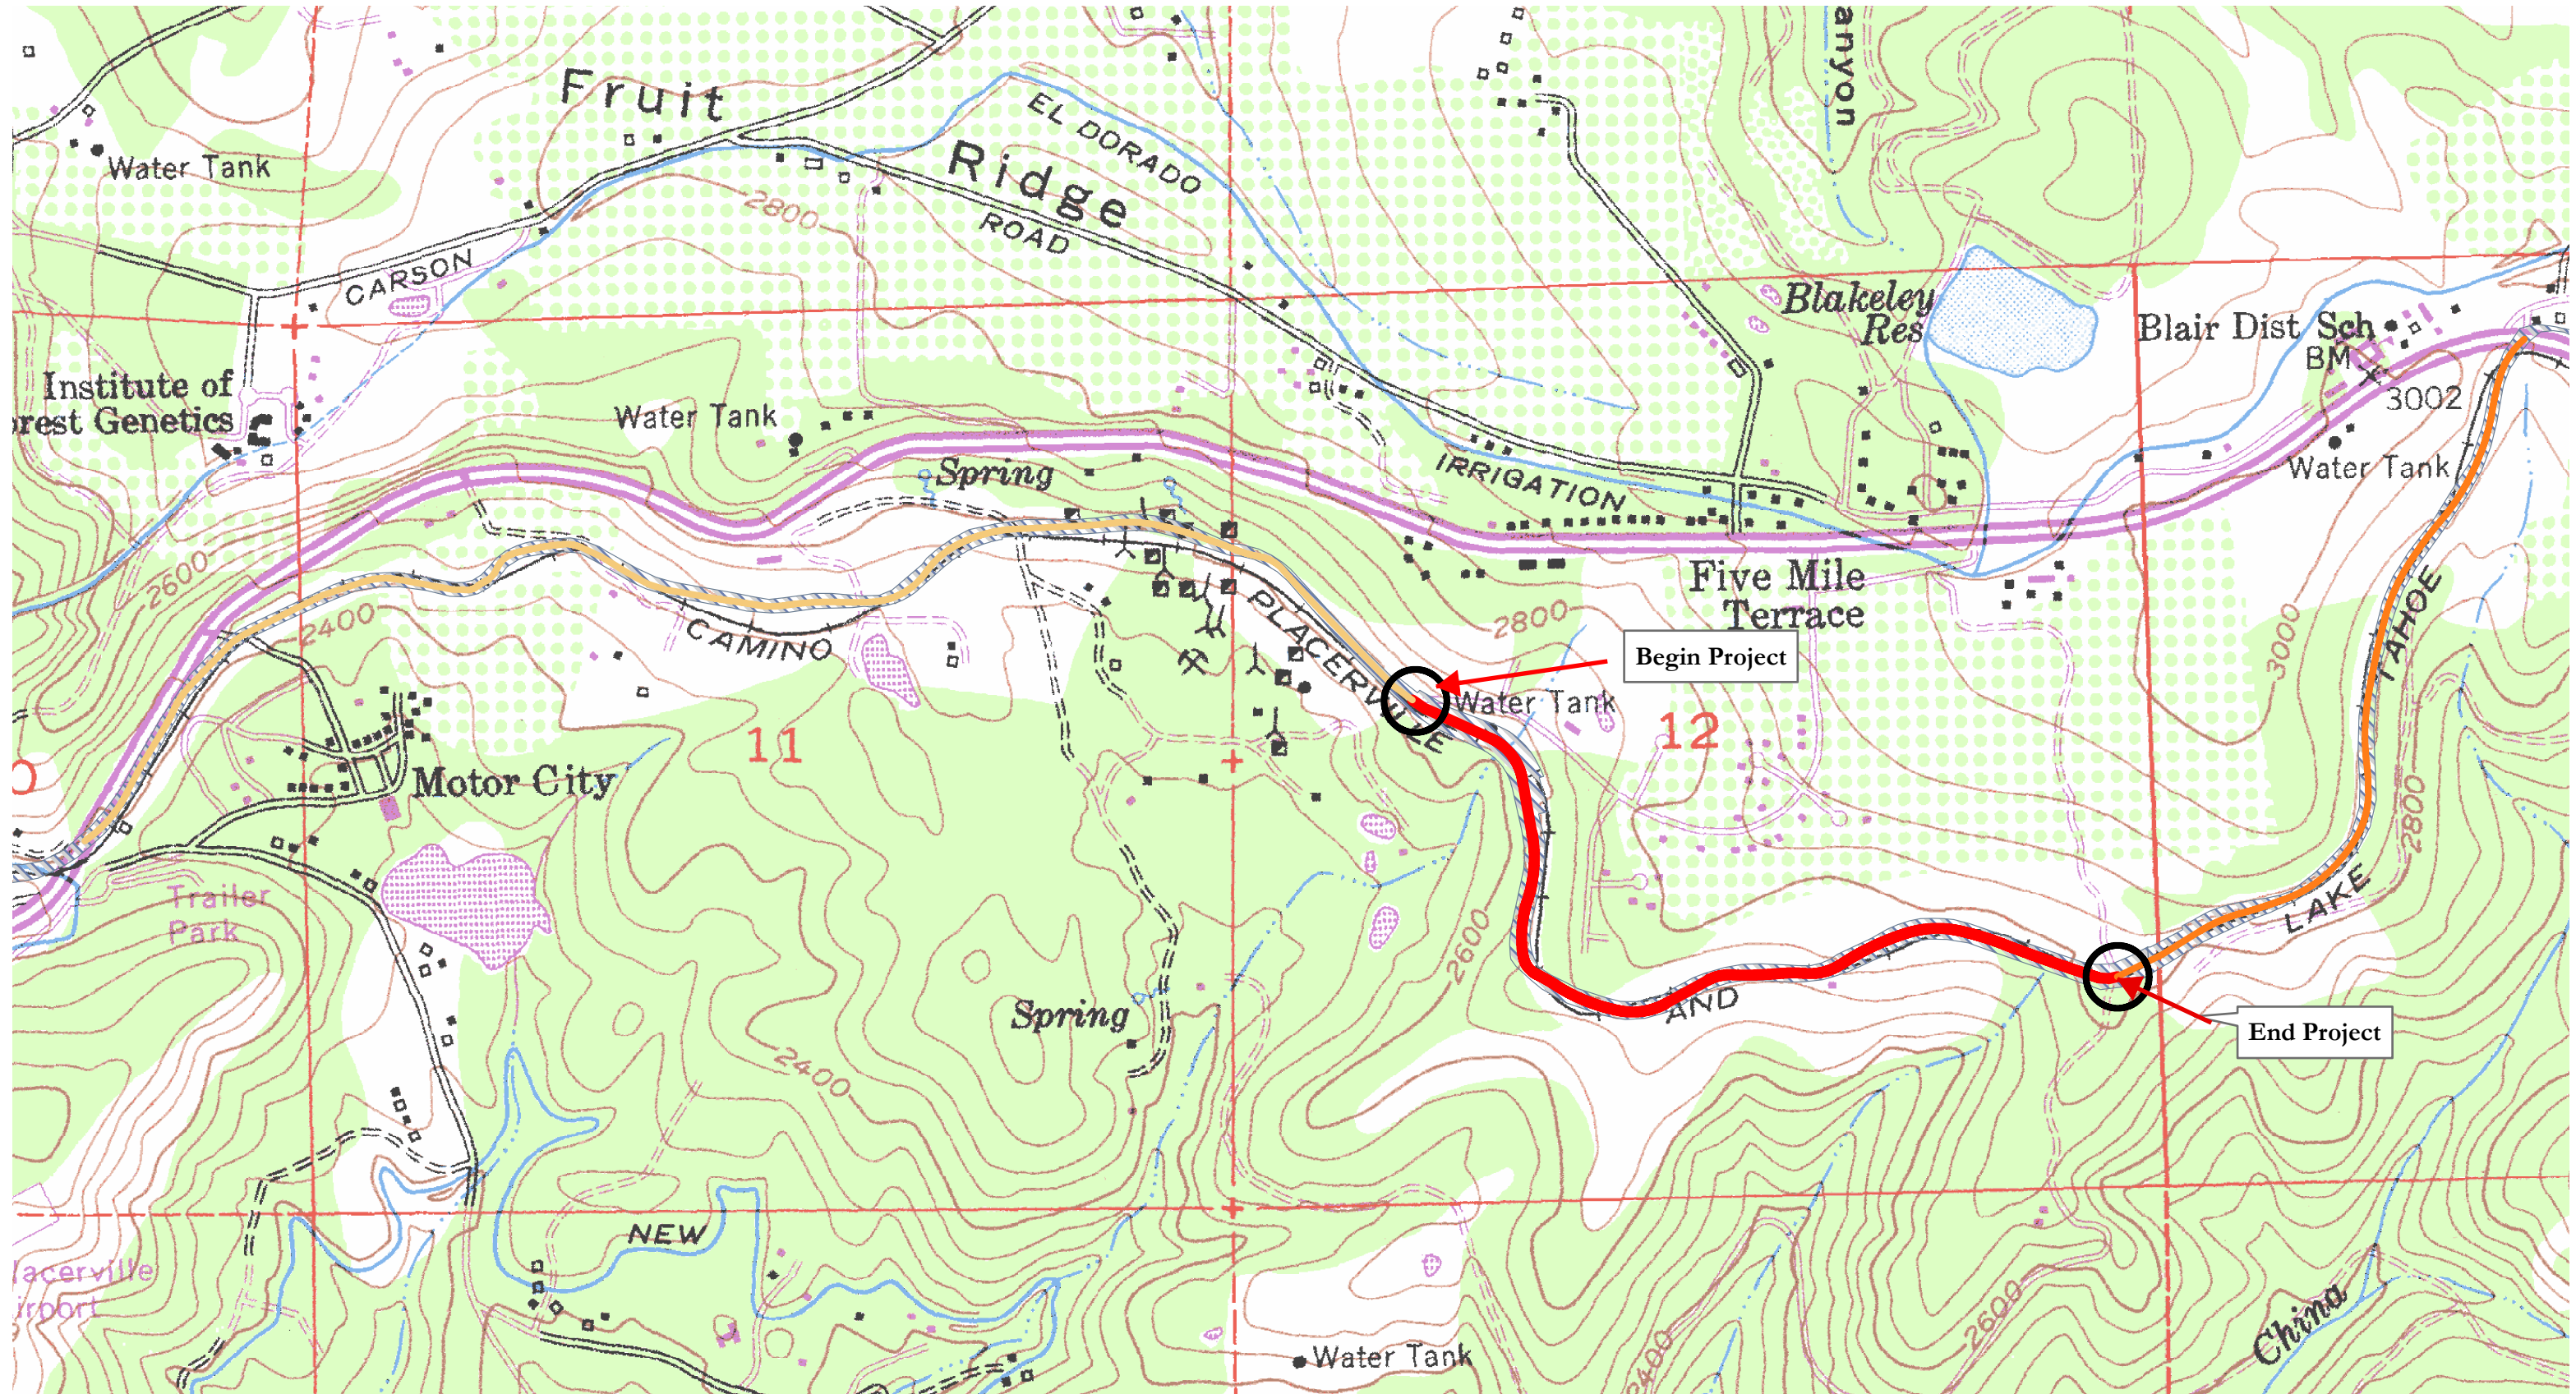 anyon
Fruit
EL DORADO
Ridge
ROAD
Water Tank
2800
CARSON
Blakeley
Res
Blair Dist Sch
BM
3002
Institute of
orest Genetics
Water Tank
Spring
IRRIGATION
Water Tank
2600
2400
CAMINO
PLACERVILLE
Five Mile
Terrace
2800
Begin Project
3000
TAHOE
Water Tank
12
11
0
Motor City
2800
Trailer
Park
LAKE
2600
AND
Spring
End Project
2400
NEW
lacerville
irport
Water Tank
2400
2600
China